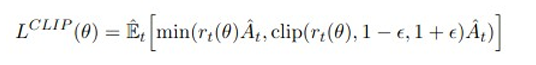 L^{CLIP}(θ) = Ê_t[min(r_t(θ)Â_t, clip(r_t(θ), 1 − ϵ, 1 + ϵ)Â_t)]